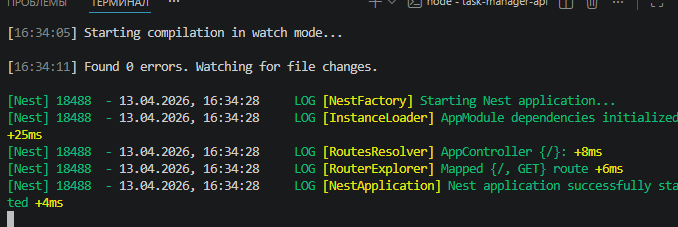 ПРОБЛЕМЫ ТЕРМИНАЛ ... node - task-manager-api
[16:34:05] Starting compilation in watch mode...
[16:34:11] Found 0 errors. Watching for file changes.
[Nest] 18488  - 13.04.2026, 16:34:28     LOG [NestFactory] Starting Nest application...
[Nest] 18488  - 13.04.2026, 16:34:28     LOG [InstanceLoader] AppModule dependencies initialized
+25ms
[Nest] 18488  - 13.04.2026, 16:34:28     LOG [RoutesResolver] AppController {/}: +8ms
[Nest] 18488  - 13.04.2026, 16:34:28     LOG [RouterExplorer] Mapped {/, GET} route +6ms
[Nest] 18488  - 13.04.2026, 16:34:28     LOG [NestApplication] Nest application successfully sta
ted +4ms